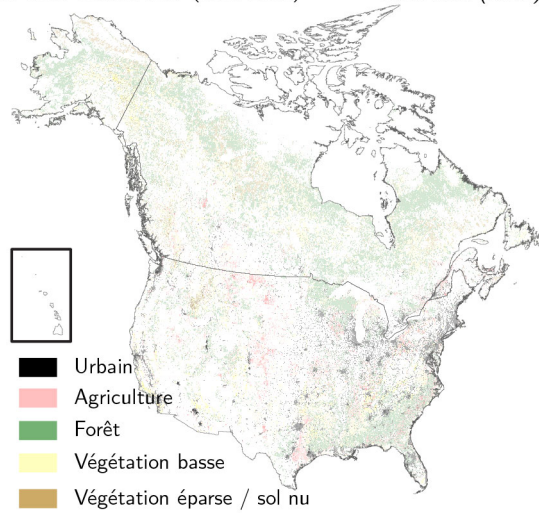 Urbain
Agriculture
Forêt
Végétation basse
Végétation éparse / sol nu